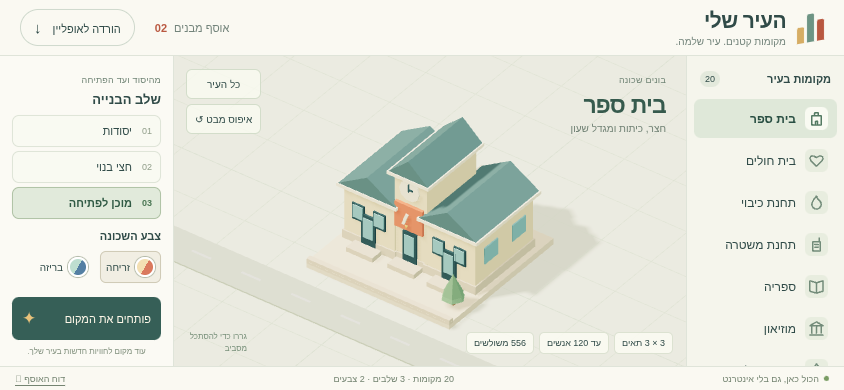 העיר שלי
מקומות קטנים. עיר שלמה.
אוסף מבנים 02
הורדה לאופליין ↓
מקומות בעיר 20
בית ספר
בית חולים
תחנת כיבוי
תחנת משטרה
ספריה
מוזיאון
בונים שכונה
בית ספר
חצר, כיתות ומגדל שעון
כל העיר
איפוס מבט ↺
3 × 3 תאים
עד 120 אנשים
556 משולשים
גררו כדי להסתכל
מסביב
מהיסוד ועד הפתיחה
שלב הבנייה
01 יסודות
02 חצי בנוי
03 מוכן לפתיחה
צבע השכונה
זריחה
בריזה
פותחים את המקום ✦
עוד מקום לחוויות חדשות בעיר שלך.
הכול כאן, גם בלי אינטרנט
20 מקומות · 3 שלבים · 2 צבעים
דוח האוסף